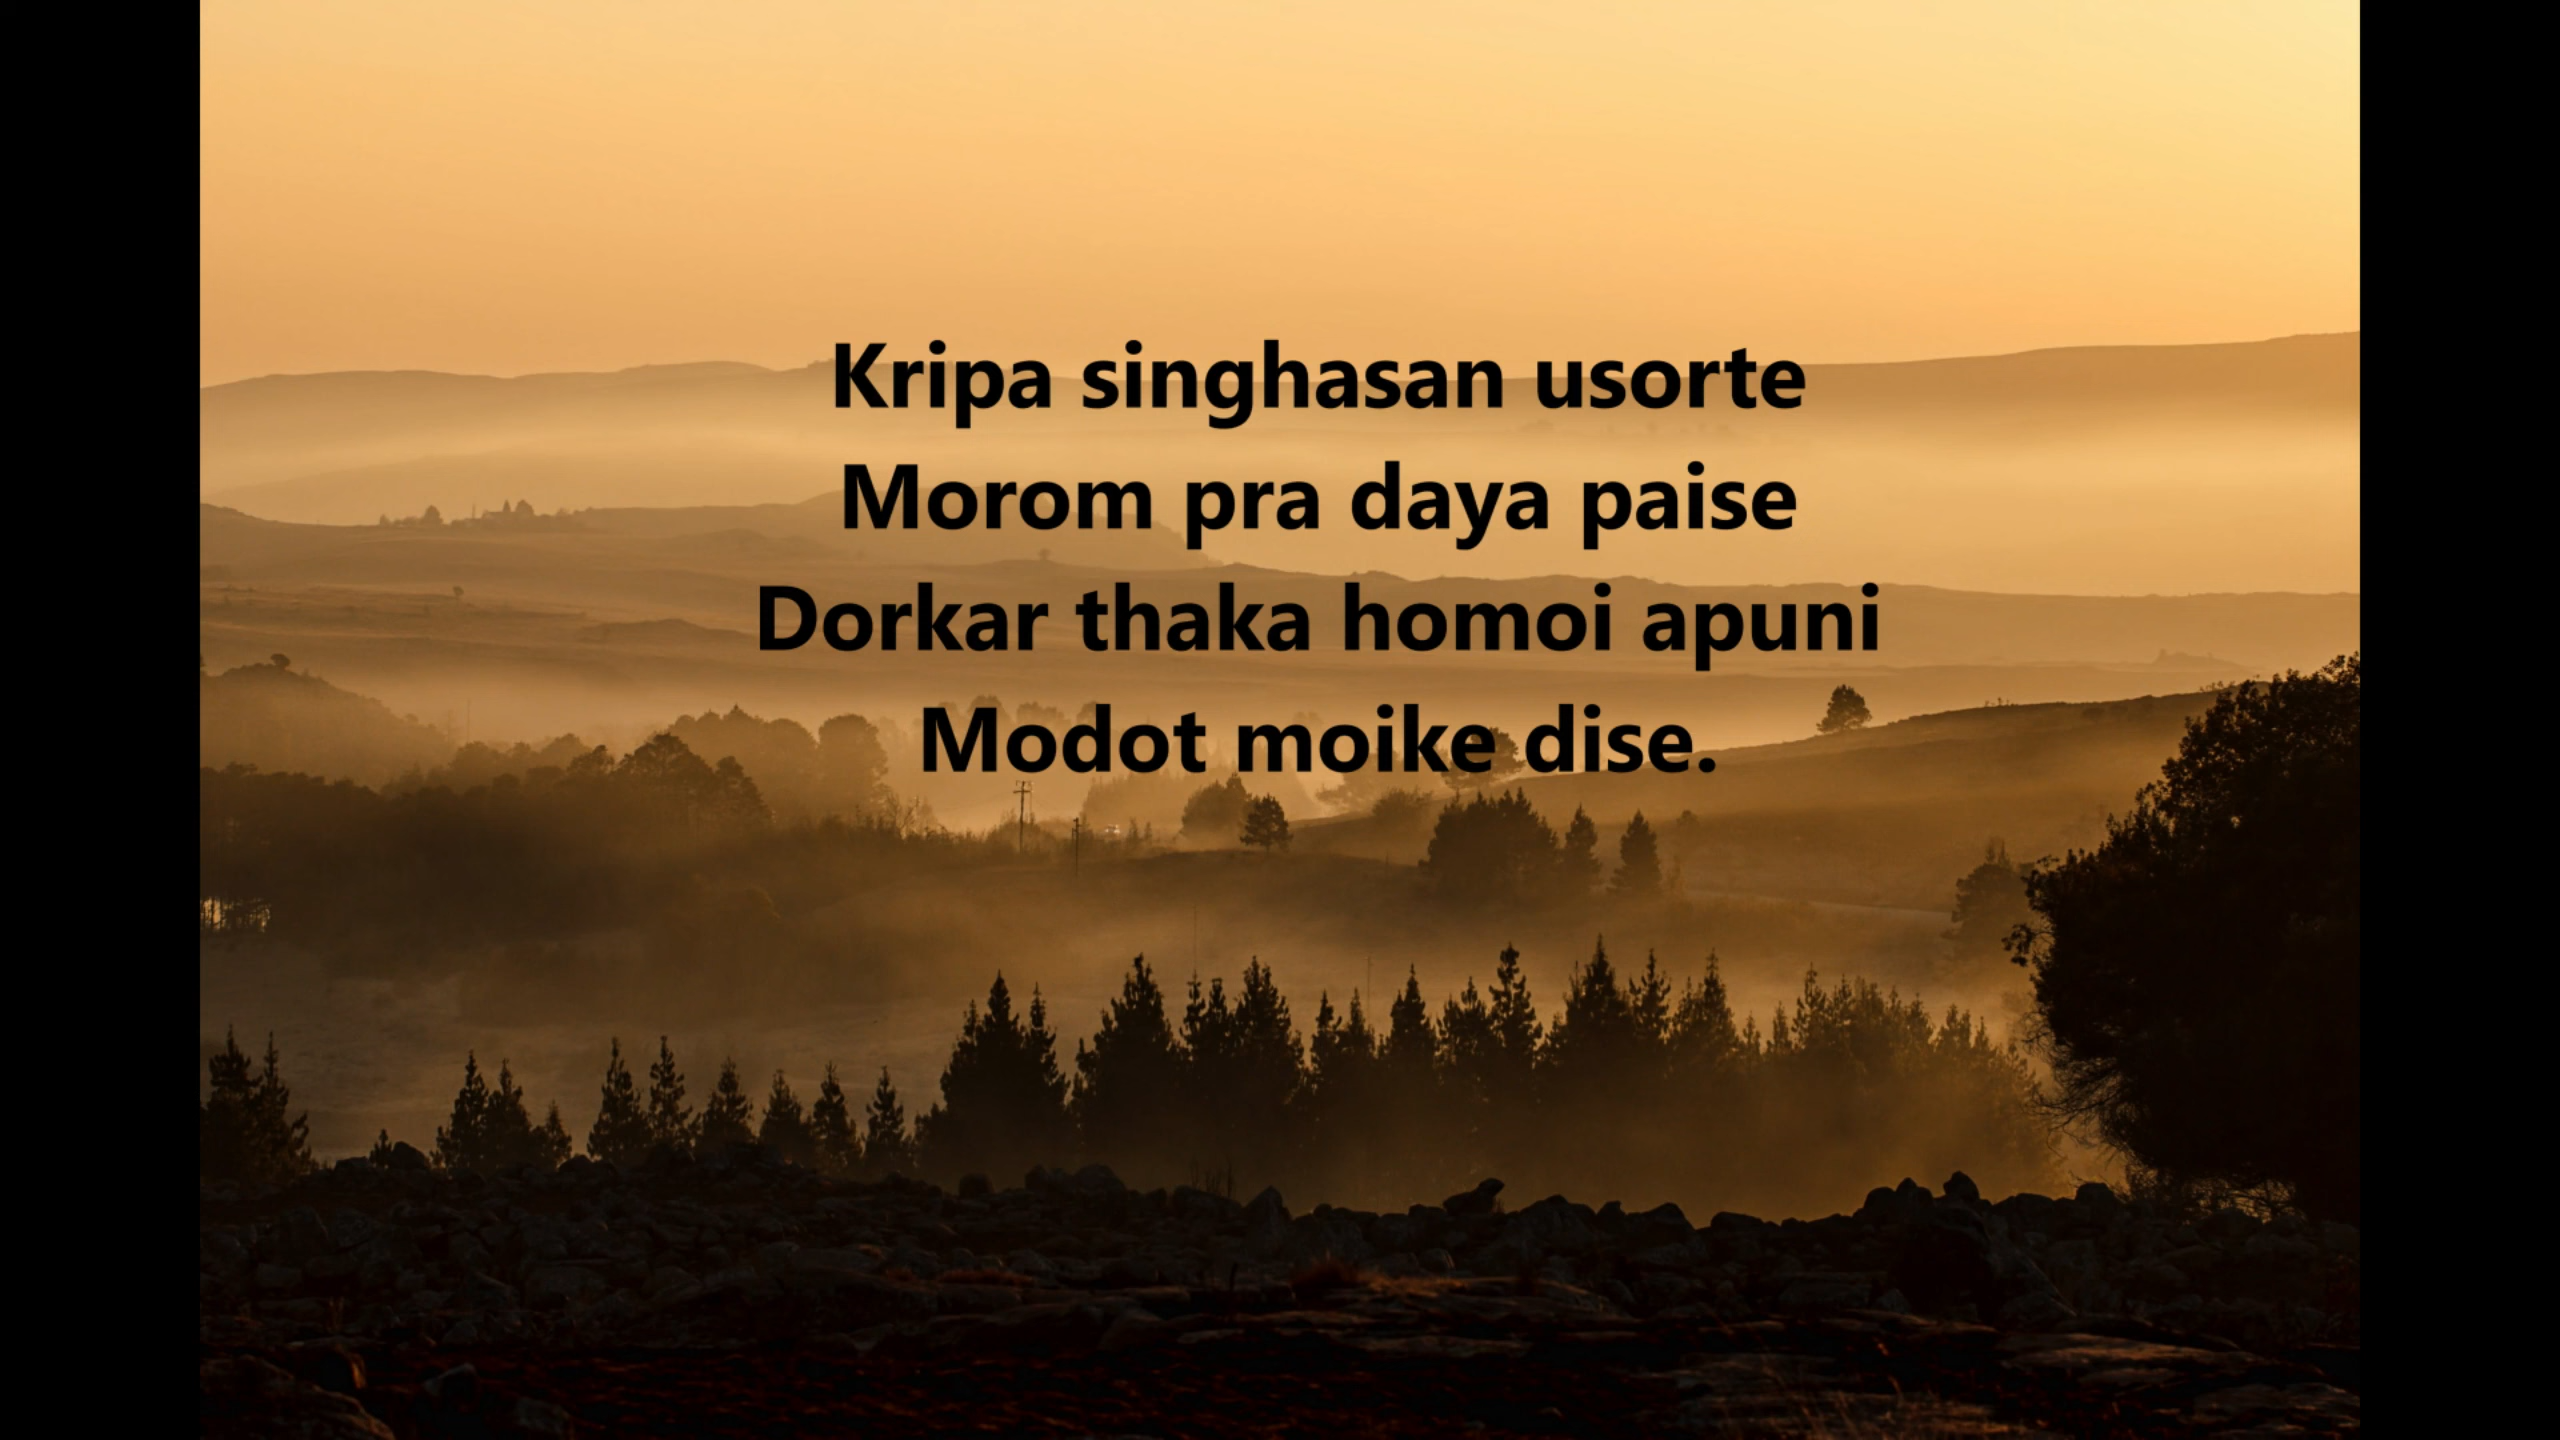 Kripa singhasan usorte
Morom pra daya paise
Dorkar thaka homoi apuni
Modot moike dise.